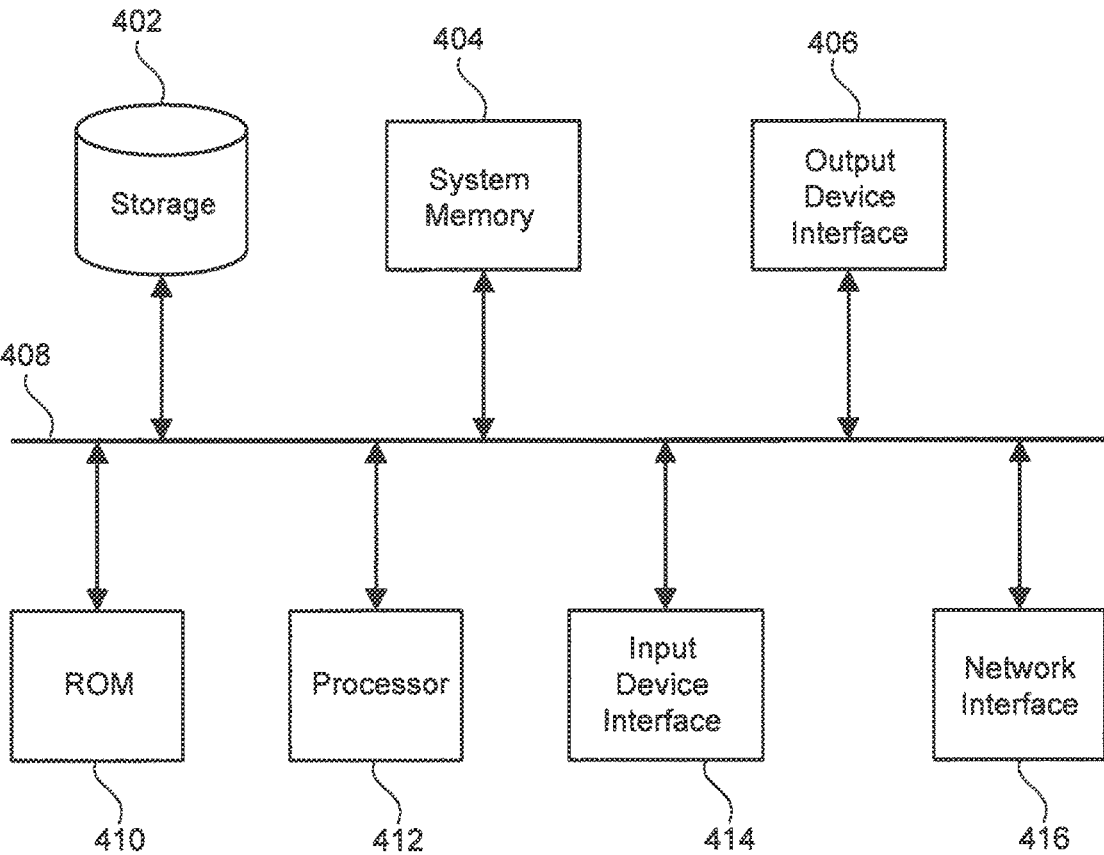 402
404
406
Storage
System
Memory
Output
Device
Interface
408
ROM
Processor
Input
Device
Interface
Network
Interface
410
412
414
416